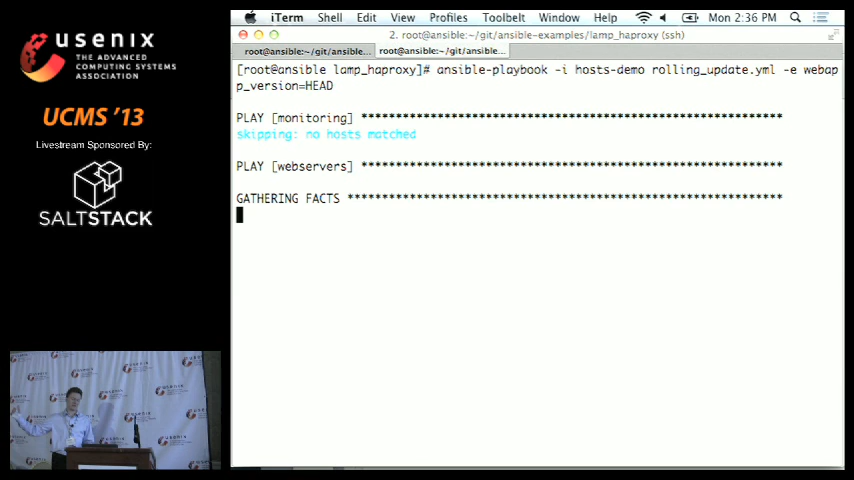 usenix
THE ADVANCED
COMPUTING SYSTEMS
ASSOCIATION
UCMS '13
Livestream Sponsored By:
SALTSTACK
iTerm Shell Edit View Profiles Toolbelt Window Help Mon 2:36 PM
2. root@ansible:~/git/ansible-examples/lamp_haproxy (ssh)
root@ansible:~/git/ansible... root@ansible:~/git/ansible...
[root@ansible lamp_haproxy]# ansible-playbook -i hosts-demo rolling_update.yml -e webap
p_version=HEAD
PLAY [monitoring] *************************************************************
skipping: no hosts matched
PLAY [webservers] *************************************************************
GATHERING FACTS ***************************************************************